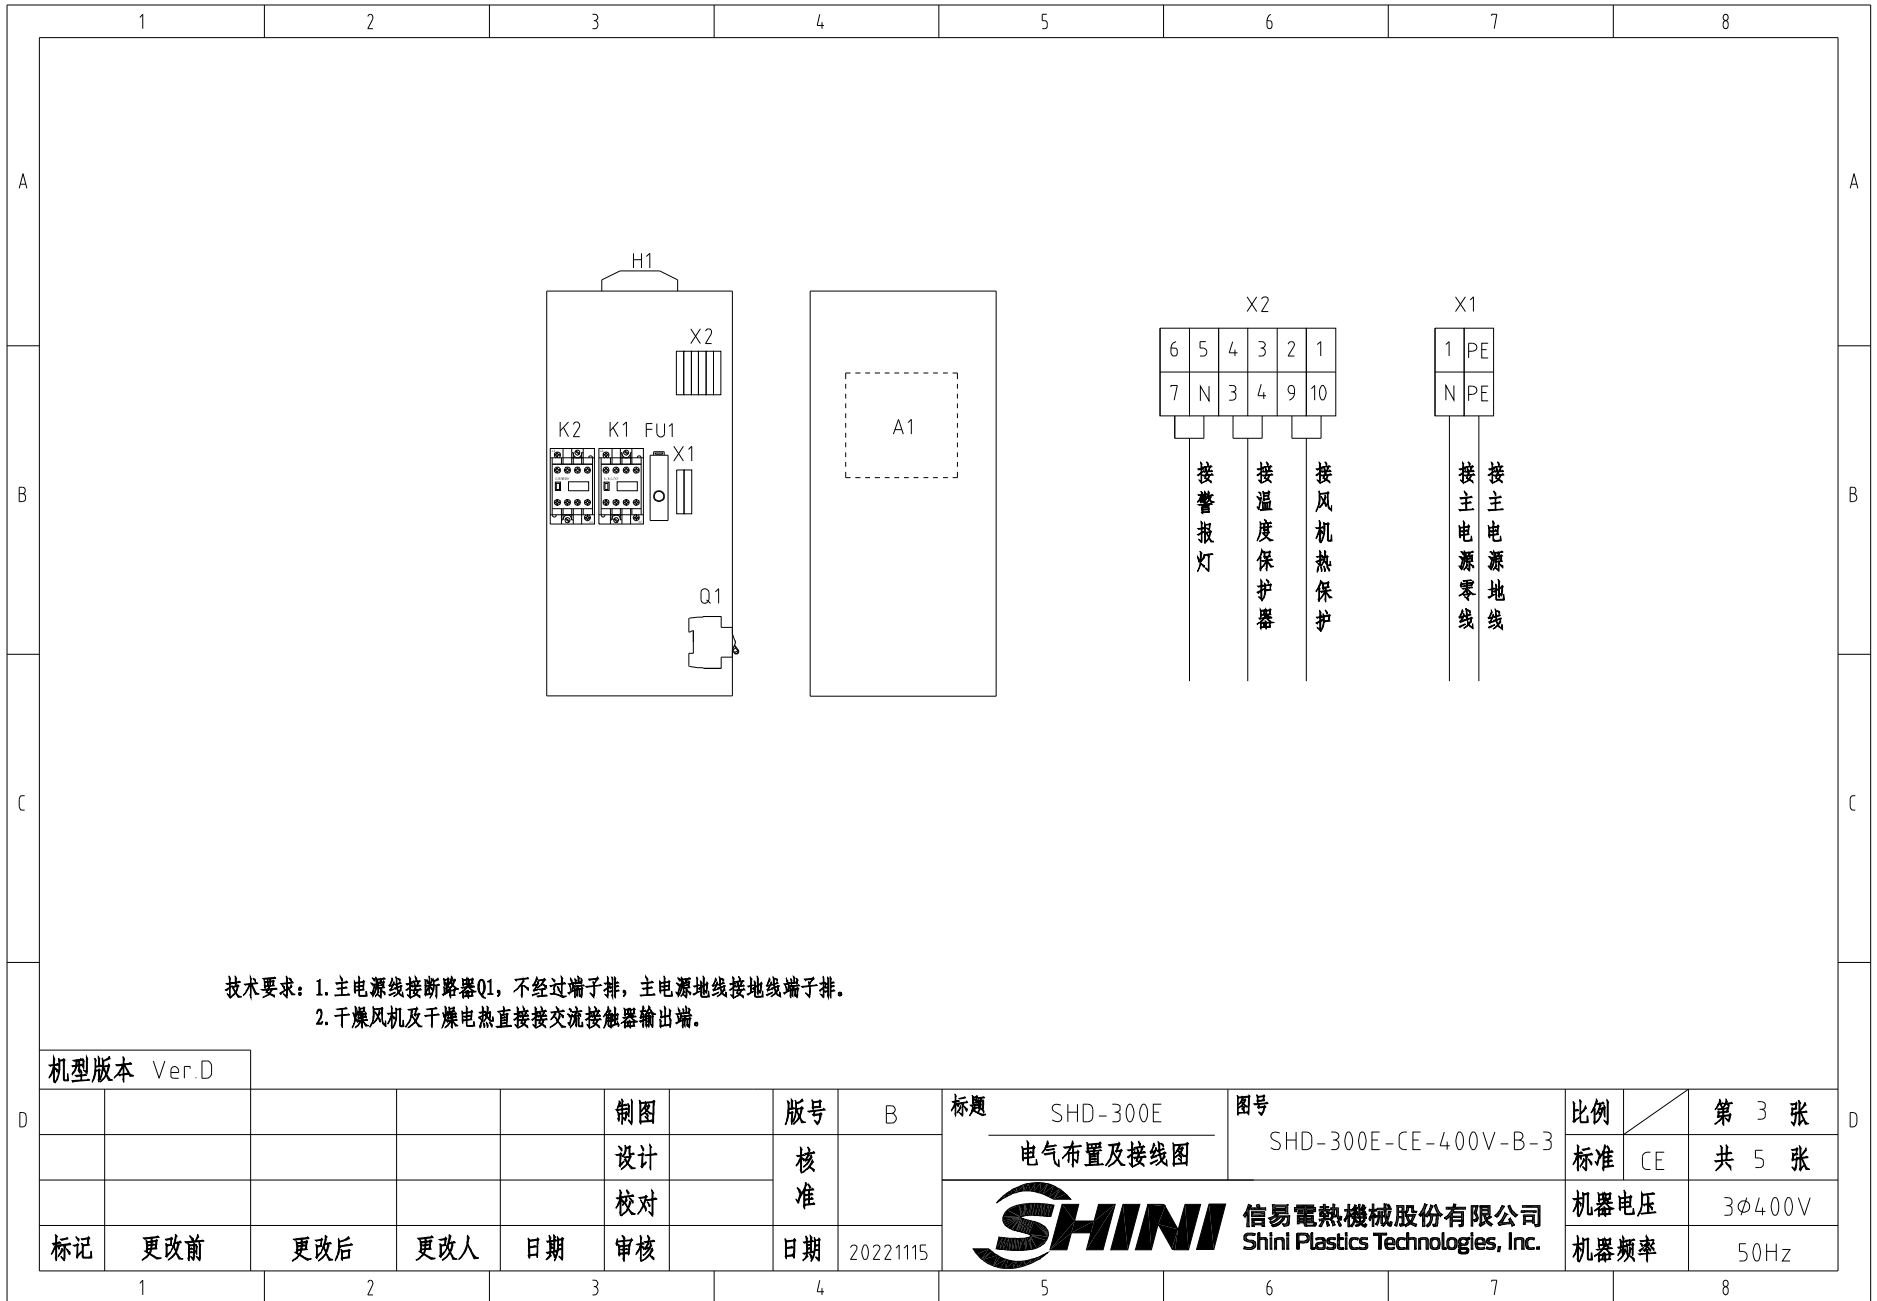 1 2 3 4 5 6 7 8
A A
H1
X2 X1
X2
6 5 4 3 2 1 1 PE
7 N 3 4 9 10 N PE
A1
K2 K1 FU1
X1
接警报灯
接温度保护器
接风机热保护
接主电源零线
接主电源地线
B B
Q1
C C
技术要求：1.主电源线接断路器Q1，不经过端子排，主电源地线接地线端子排。
2.干燥风机及干燥电热直接接交流接触器输出端。
机型版本 Ver.D
D D
制图 版号 B 标题 SHD-300E 图号 比例 第 3 张
设计 核准 电气布置及接线图 SHD-300E-CE-400V-B-3 标准 CE 共 5 张
校对 机器电压 3Φ400V
SHINI 信易電熱機械股份有限公司
Shini Plastics Technologies, Inc.
标记 更改前 更改后 更改人 日期 审核 日期 20221115 机器频率 50Hz
1 2 3 4 5 6 7 8